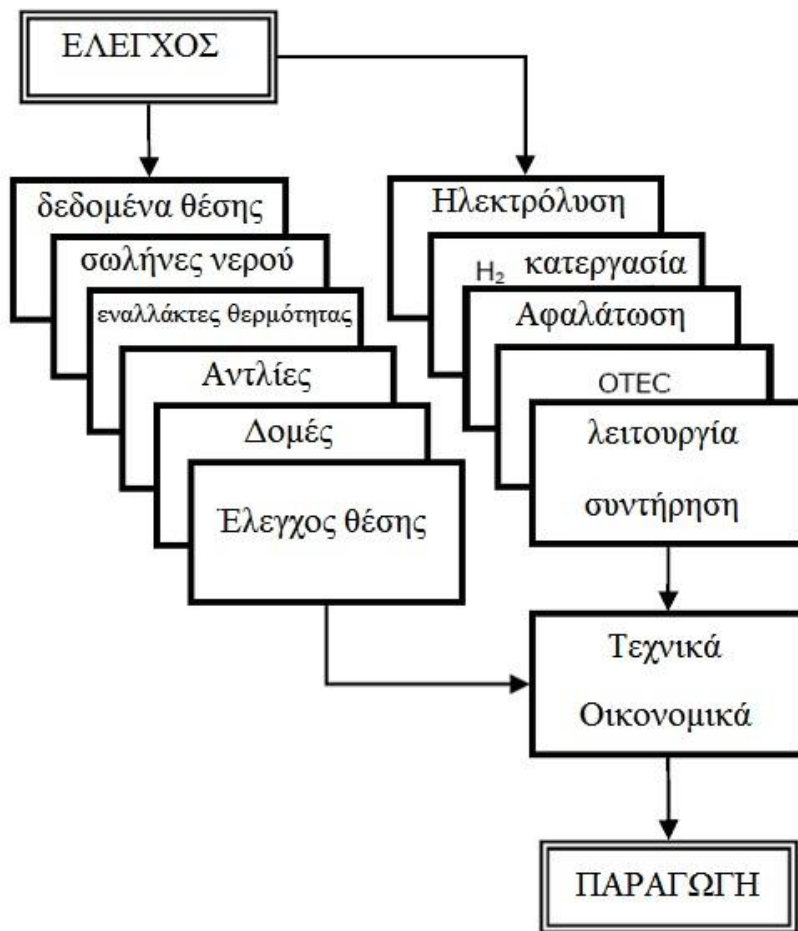 ΕΛΕΓΧΟΣ
δεδομένα θέσης
σωλήνες νερού
εναλλάκτες θερμότητας
Αντλίες
Δομές
Έλεγχος θέσης
Ηλεκτρόλυση
H₂ κατεργασία
Αφαλάτωση
OTEC
λειτουργία
συντήρηση
Τεχνικά
Οικονομικά
ΠΑΡΑΓΩΓΗ